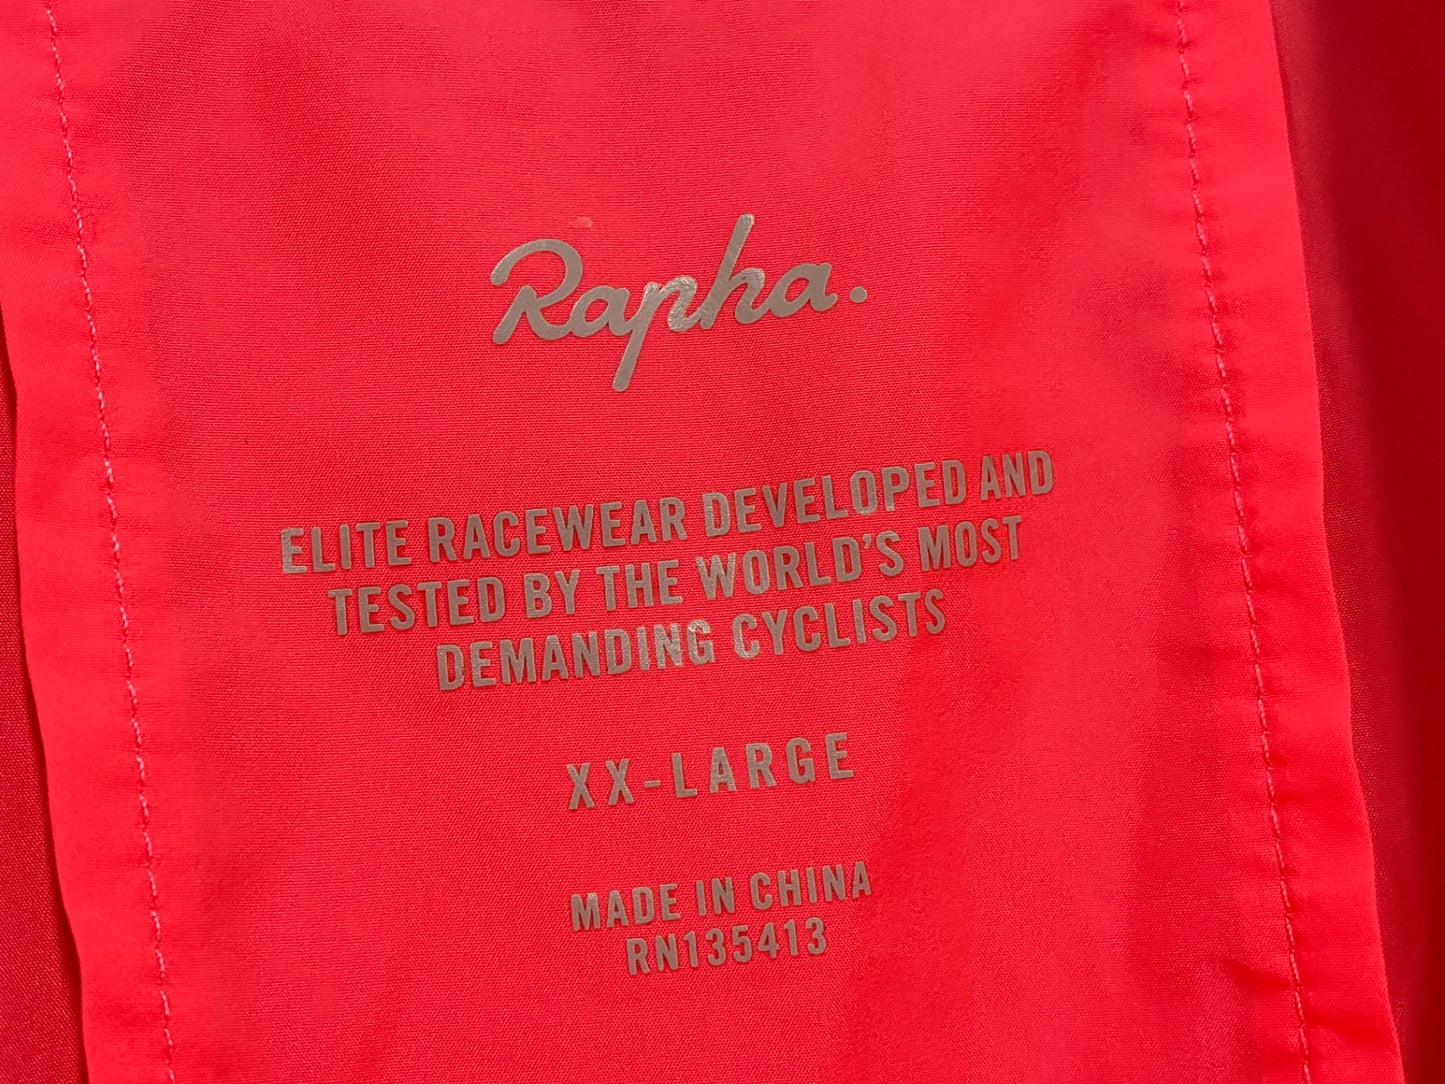 Rapha.
ELITE RACEWEAR DEVELOPED AND
TESTED BY THE WORLD'S MOST
DEMANDING CYCLISTS
XX-LARGE
MADE IN CHINA
RN135413